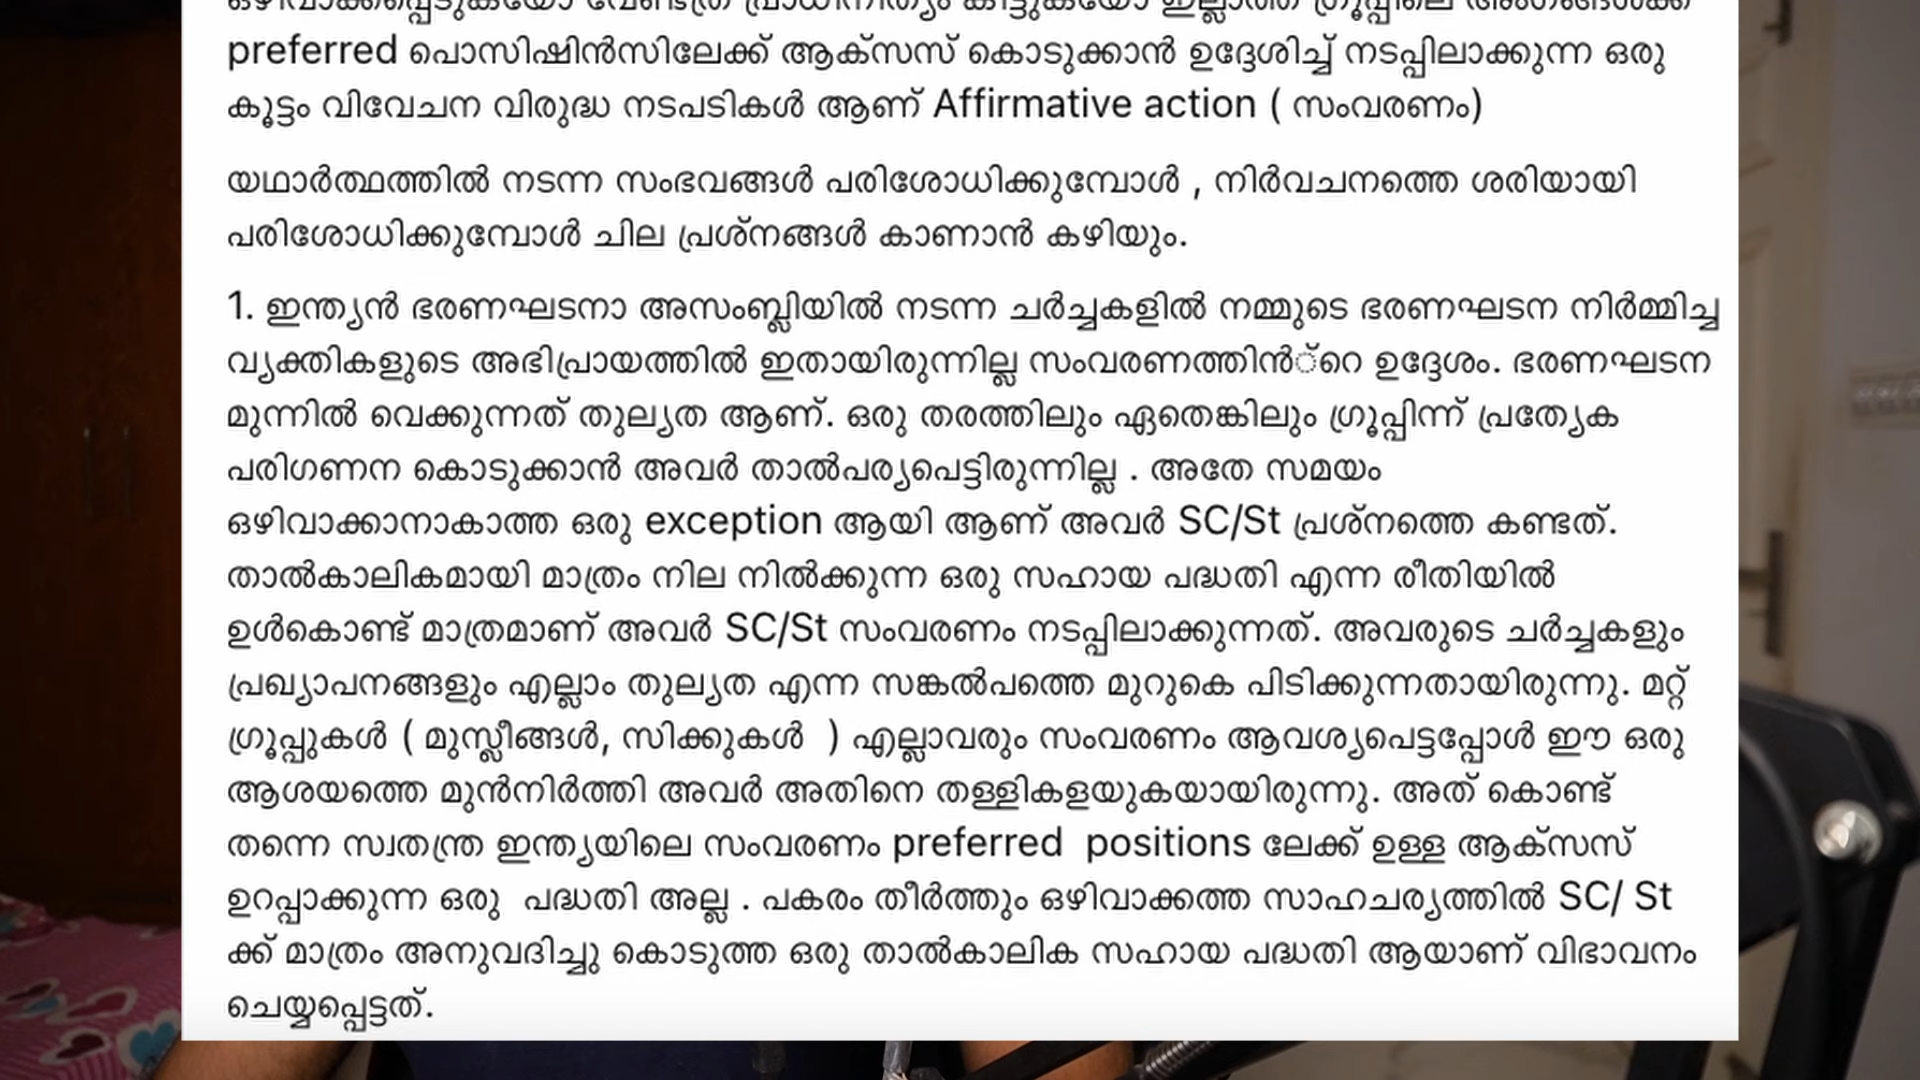 preferred പൊസിഷിൻസിലേക്ക് ആക്സസ് കൊടുക്കാൻ ഉദ്ദേശിച്ച് നടപ്പിലാക്കുന്ന ഒരു
കൂട്ടം വിവേചന വിരുദ്ധ നടപടികൾ ആണ് Affirmative action ( സംവരണം)
യഥാർത്ഥത്തിൽ നടന്ന സംഭവങ്ങൾ പരിശോധിക്കുമ്പോൾ , നിർവചനത്തെ ശരിയായി
പരിശോധിക്കുമ്പോൾ ചില പ്രശ്നങ്ങൾ കാണാൻ കഴിയും.
1. ഇന്ത്യൻ ഭരണഘടനാ അസംബ്ലിയിൽ നടന്ന ചർച്ചകളിൽ നമ്മുടെ ഭരണഘടന നിർമ്മിച്ച
വ്യക്തികളുടെ അഭിപ്രായത്തിൽ ഇതായിരുന്നില്ല സംവരണത്തിൻ്റെ ഉദ്ദേശം. ഭരണഘടന
മുന്നിൽ വെക്കുന്നത് തുല്യത ആണ്. ഒരു തരത്തിലും ഏതെങ്കിലും ഗ്രൂപ്പിന്ന് പ്രത്യേക
പരിഗണന കൊടുക്കാൻ അവർ താൽപര്യപെട്ടിരുന്നില്ല . അതേ സമയം
ഒഴിവാക്കാനാകാത്ത ഒരു exception ആയി ആണ് അവർ SC/St പ്രശ്നത്തെ കണ്ടത്.
താൽകാലികമായി മാത്രം നില നിൽക്കുന്ന ഒരു സഹായ പദ്ധതി എന്ന രീതിയിൽ
ഉൾകൊണ്ട് മാത്രമാണ് അവർ SC/St സംവരണം നടപ്പിലാക്കുന്നത്. അവരുടെ ചർച്ചകളും
പ്രഖ്യാപനങ്ങളും എല്ലാം തുല്യത എന്ന സങ്കൽപത്തെ മുറുകെ പിടിക്കുന്നതായിരുന്നു. മറ്റ്
ഗ്രൂപ്പുകൾ ( മുസ്ലീങ്ങൾ, സിക്കുകൾ  ) എല്ലാവരും സംവരണം ആവശ്യപെട്ടപ്പോൾ ഈ ഒരു
ആശയത്തെ മുൻനിർത്തി അവർ അതിനെ തള്ളികളയുകയായിരുന്നു. അത് കൊണ്ട്
തന്നെ സ്വതന്ത്ര ഇന്ത്യയിലെ സംവരണം preferred  positions ലേക്ക് ഉള്ള ആക്സസ്
ഉറപ്പാക്കുന്ന ഒരു  പദ്ധതി അല്ല . പകരം തീർത്തും ഒഴിവാക്കത്ത സാഹചര്യത്തിൽ SC/ St
ക്ക് മാത്രം അനുവദിച്ചു കൊടുത്ത ഒരു താൽകാലിക സഹായ പദ്ധതി ആയാണ് വിഭാവനം
ചെയ്യപ്പെട്ടത്.